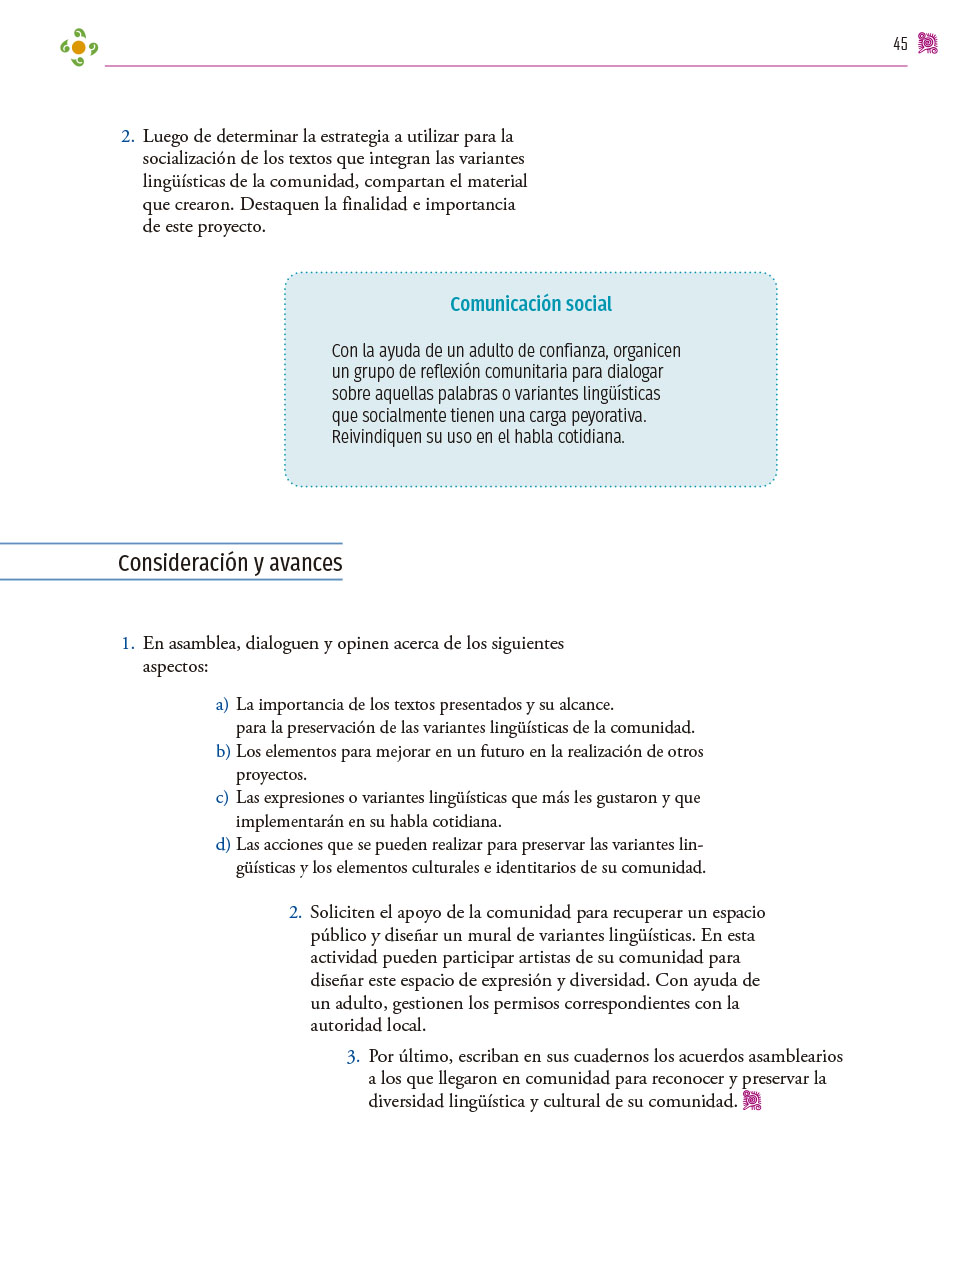 45
2. Luego de determinar la estrategia a utilizar para la
socialización de los textos que integran las variantes
lingüísticas de la comunidad, compartan el material
que crearon. Destaquen la finalidad e importancia
de este proyecto.
Comunicación social
Con la ayuda de un adulto de confianza, organicen
un grupo de reflexión comunitaria para dialogar
sobre aquellas palabras o variantes lingüísticas
que socialmente tienen una carga peyorativa.
Reivindiquen su uso en el habla cotidiana.
Consideración y avances
1. En asamblea, dialoguen y opinen acerca de los siguientes
aspectos:
a) La importancia de los textos presentados y su alcance.
para la preservación de las variantes lingüísticas de la comunidad.
b) Los elementos para mejorar en un futuro en la realización de otros
proyectos.
c) Las expresiones o variantes lingüísticas que más les gustaron y que
implementarán en su habla cotidiana.
d) Las acciones que se pueden realizar para preservar las variantes lin-
güísticas y los elementos culturales e identitarios de su comunidad.
2. Soliciten el apoyo de la comunidad para recuperar un espacio
público y diseñar un mural de variantes lingüísticas. En esta
actividad pueden participar artistas de su comunidad para
diseñar este espacio de expresión y diversidad. Con ayuda de
un adulto, gestionen los permisos correspondientes con la
autoridad local.
3. Por último, escriban en sus cuadernos los acuerdos asamblearios
a los que llegaron en comunidad para reconocer y preservar la
diversidad lingüística y cultural de su comunidad.